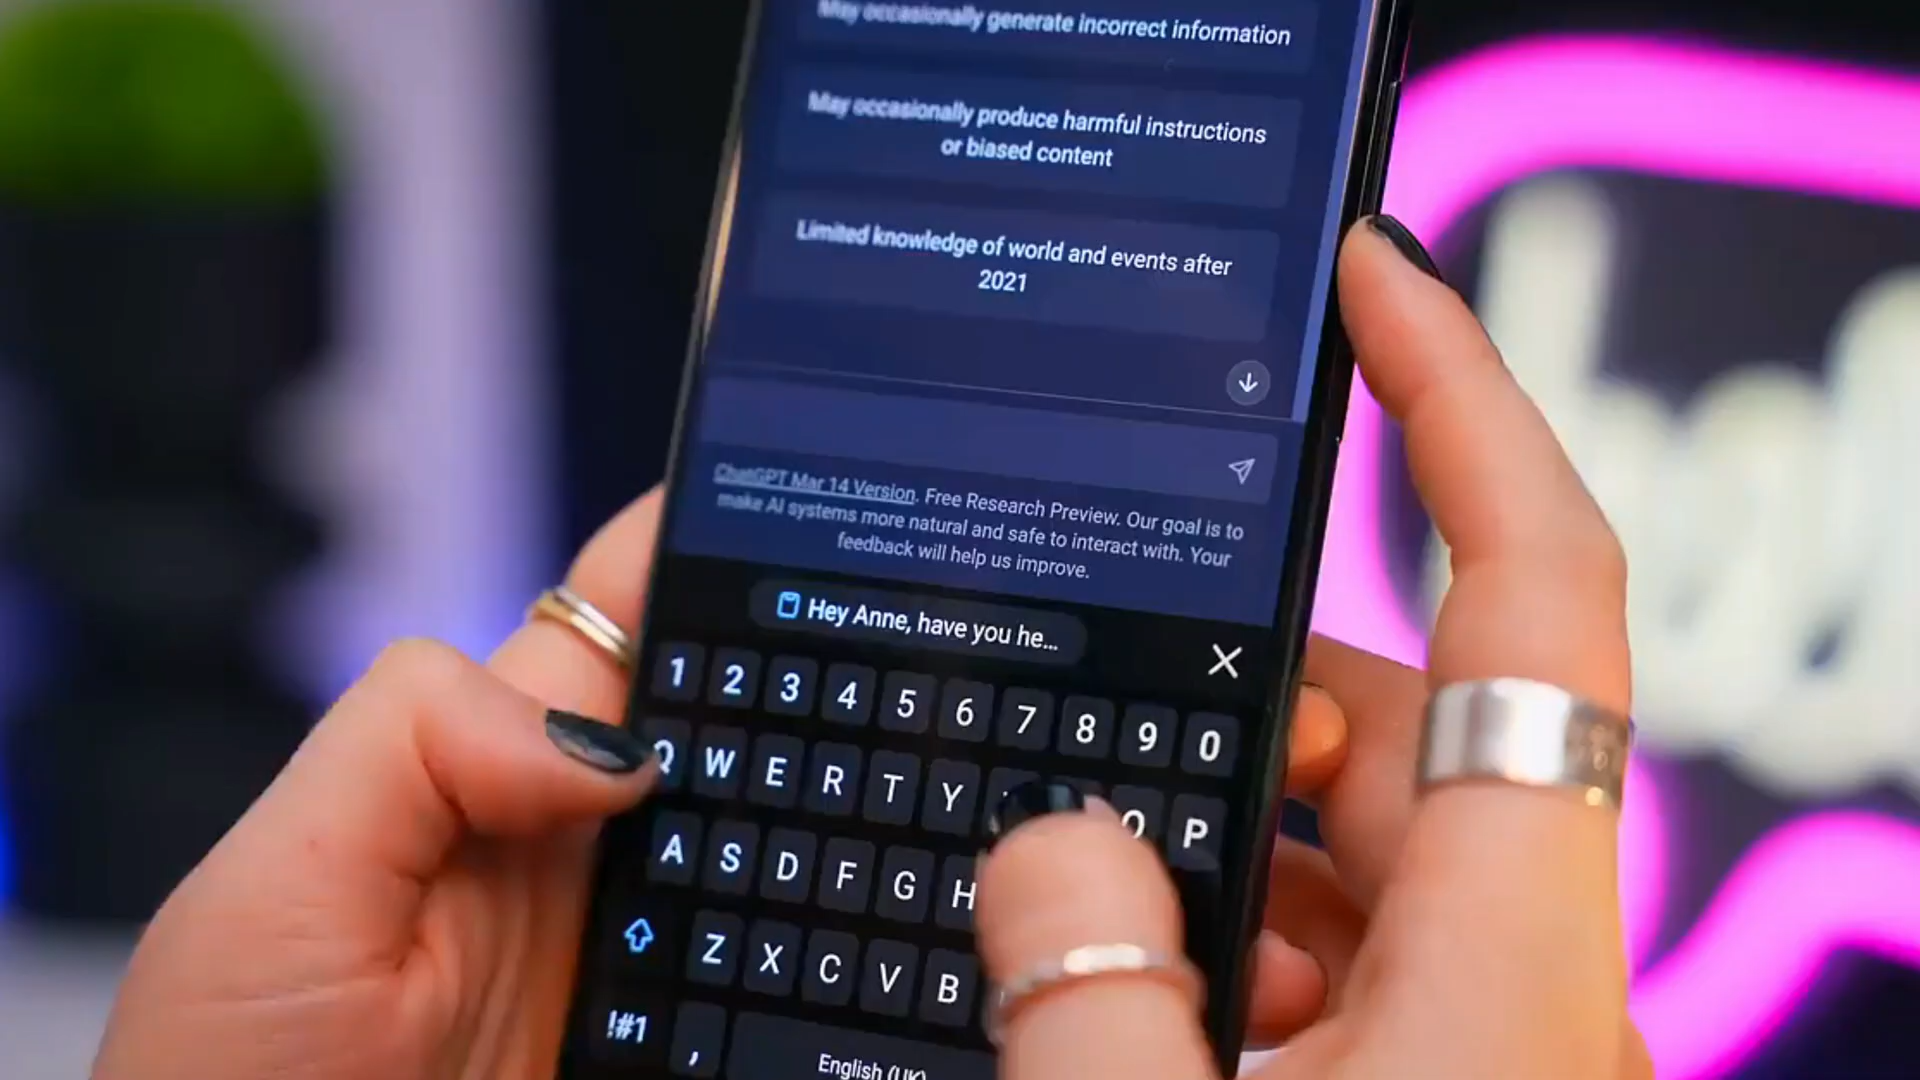 May occasionally generate incorrect information
May occasionally produce harmful instructions
or biased content
Limited knowledge of world and events after
2021
ChatGPT Mar 14 Version. Free Research Preview. Our goal is to
make AI systems more natural and safe to interact with. Your
feedback will help us improve.
Hey Anne, have you he...
1 2 3 4 5 6 7 8 9 0
Q W E R T Y O P
A S D F G H
Z X C V B
!#1 , English (UK)